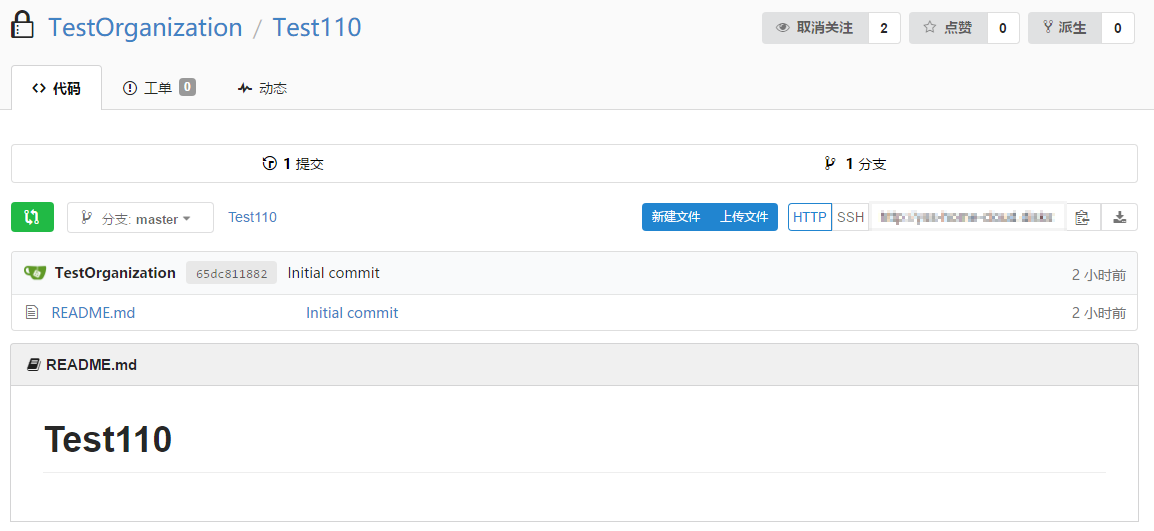 TestOrganization / Test110
取消关注 2 点赞 0 派生 0
代码 工单 0 动态
1 提交 1 分支
分支: master Test110 新建文件 上传文件 HTTP SSH
TestOrganization 65dc811882 Initial commit 2 小时前
README.md Initial commit 2 小时前
README.md
Test110